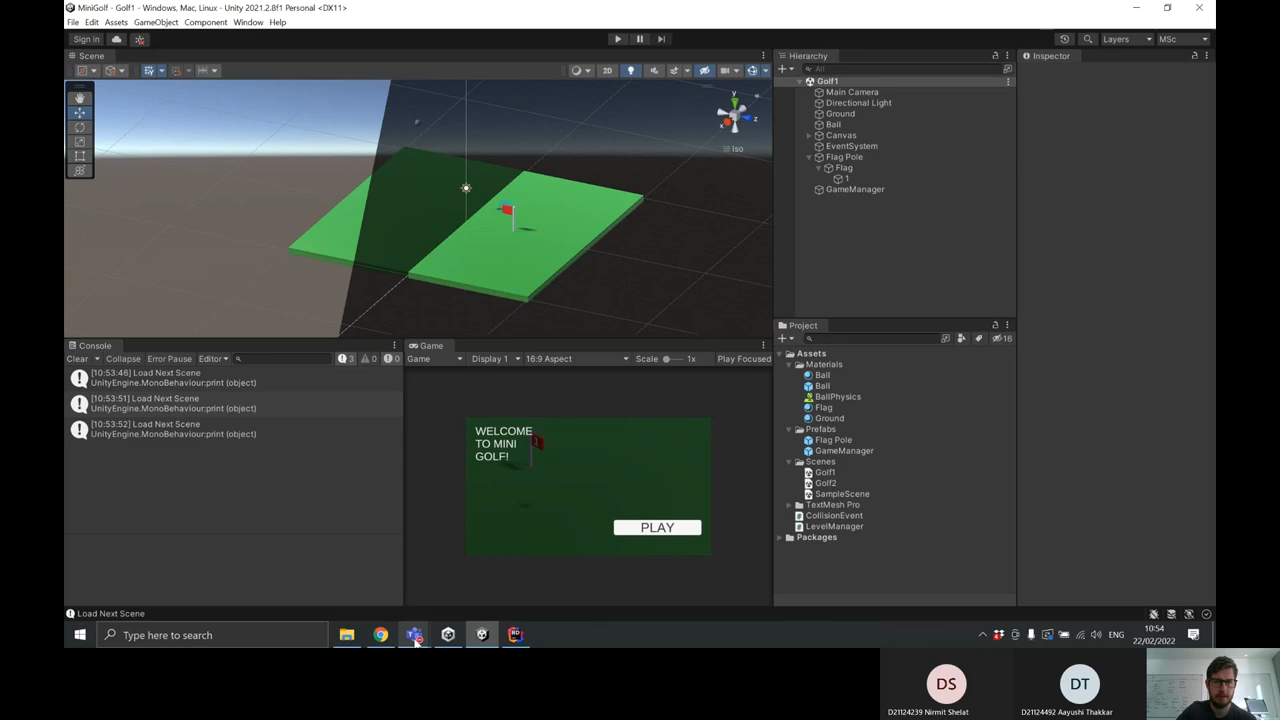 MiniGolf - Golf1 - Windows, Mac, Linux - Unity 2021.2.8f1 Personal <DX11>
File Edit Assets GameObject Component Window Help
Sign in
Layers
MSc
Scene
2D
y
x
z
Iso
Hierarchy
All
Golf1
Main Camera
Directional Light
Ground
Ball
Canvas
EventSystem
Flag Pole
Flag
1
GameManager
Inspector
Console
Clear Collapse Error Pause Editor 3 0 0
[10:53:46] Load Next Scene
UnityEngine.MonoBehaviour:print (object)
[10:53:51] Load Next Scene
UnityEngine.MonoBehaviour:print (object)
[10:53:52] Load Next Scene
UnityEngine.MonoBehaviour:print (object)
Game
Game Display 1 16:9 Aspect Scale 1x Play Focused
WELCOME
TO MINI
GOLF!
1
PLAY
Project
16
Assets
Materials
Ball
Ball
BallPhysics
Flag
Ground
Prefabs
Flag Pole
GameManager
Scenes
Golf1
Golf2
SampleScene
TextMesh Pro
CollisionEvent
LevelManager
Packages
Load Next Scene
Type here to search
RD
ENG
10:54
22/02/2022
DS
D21124239 Nirmit Shelat
DT
D21124492 Aayushi Thakkar